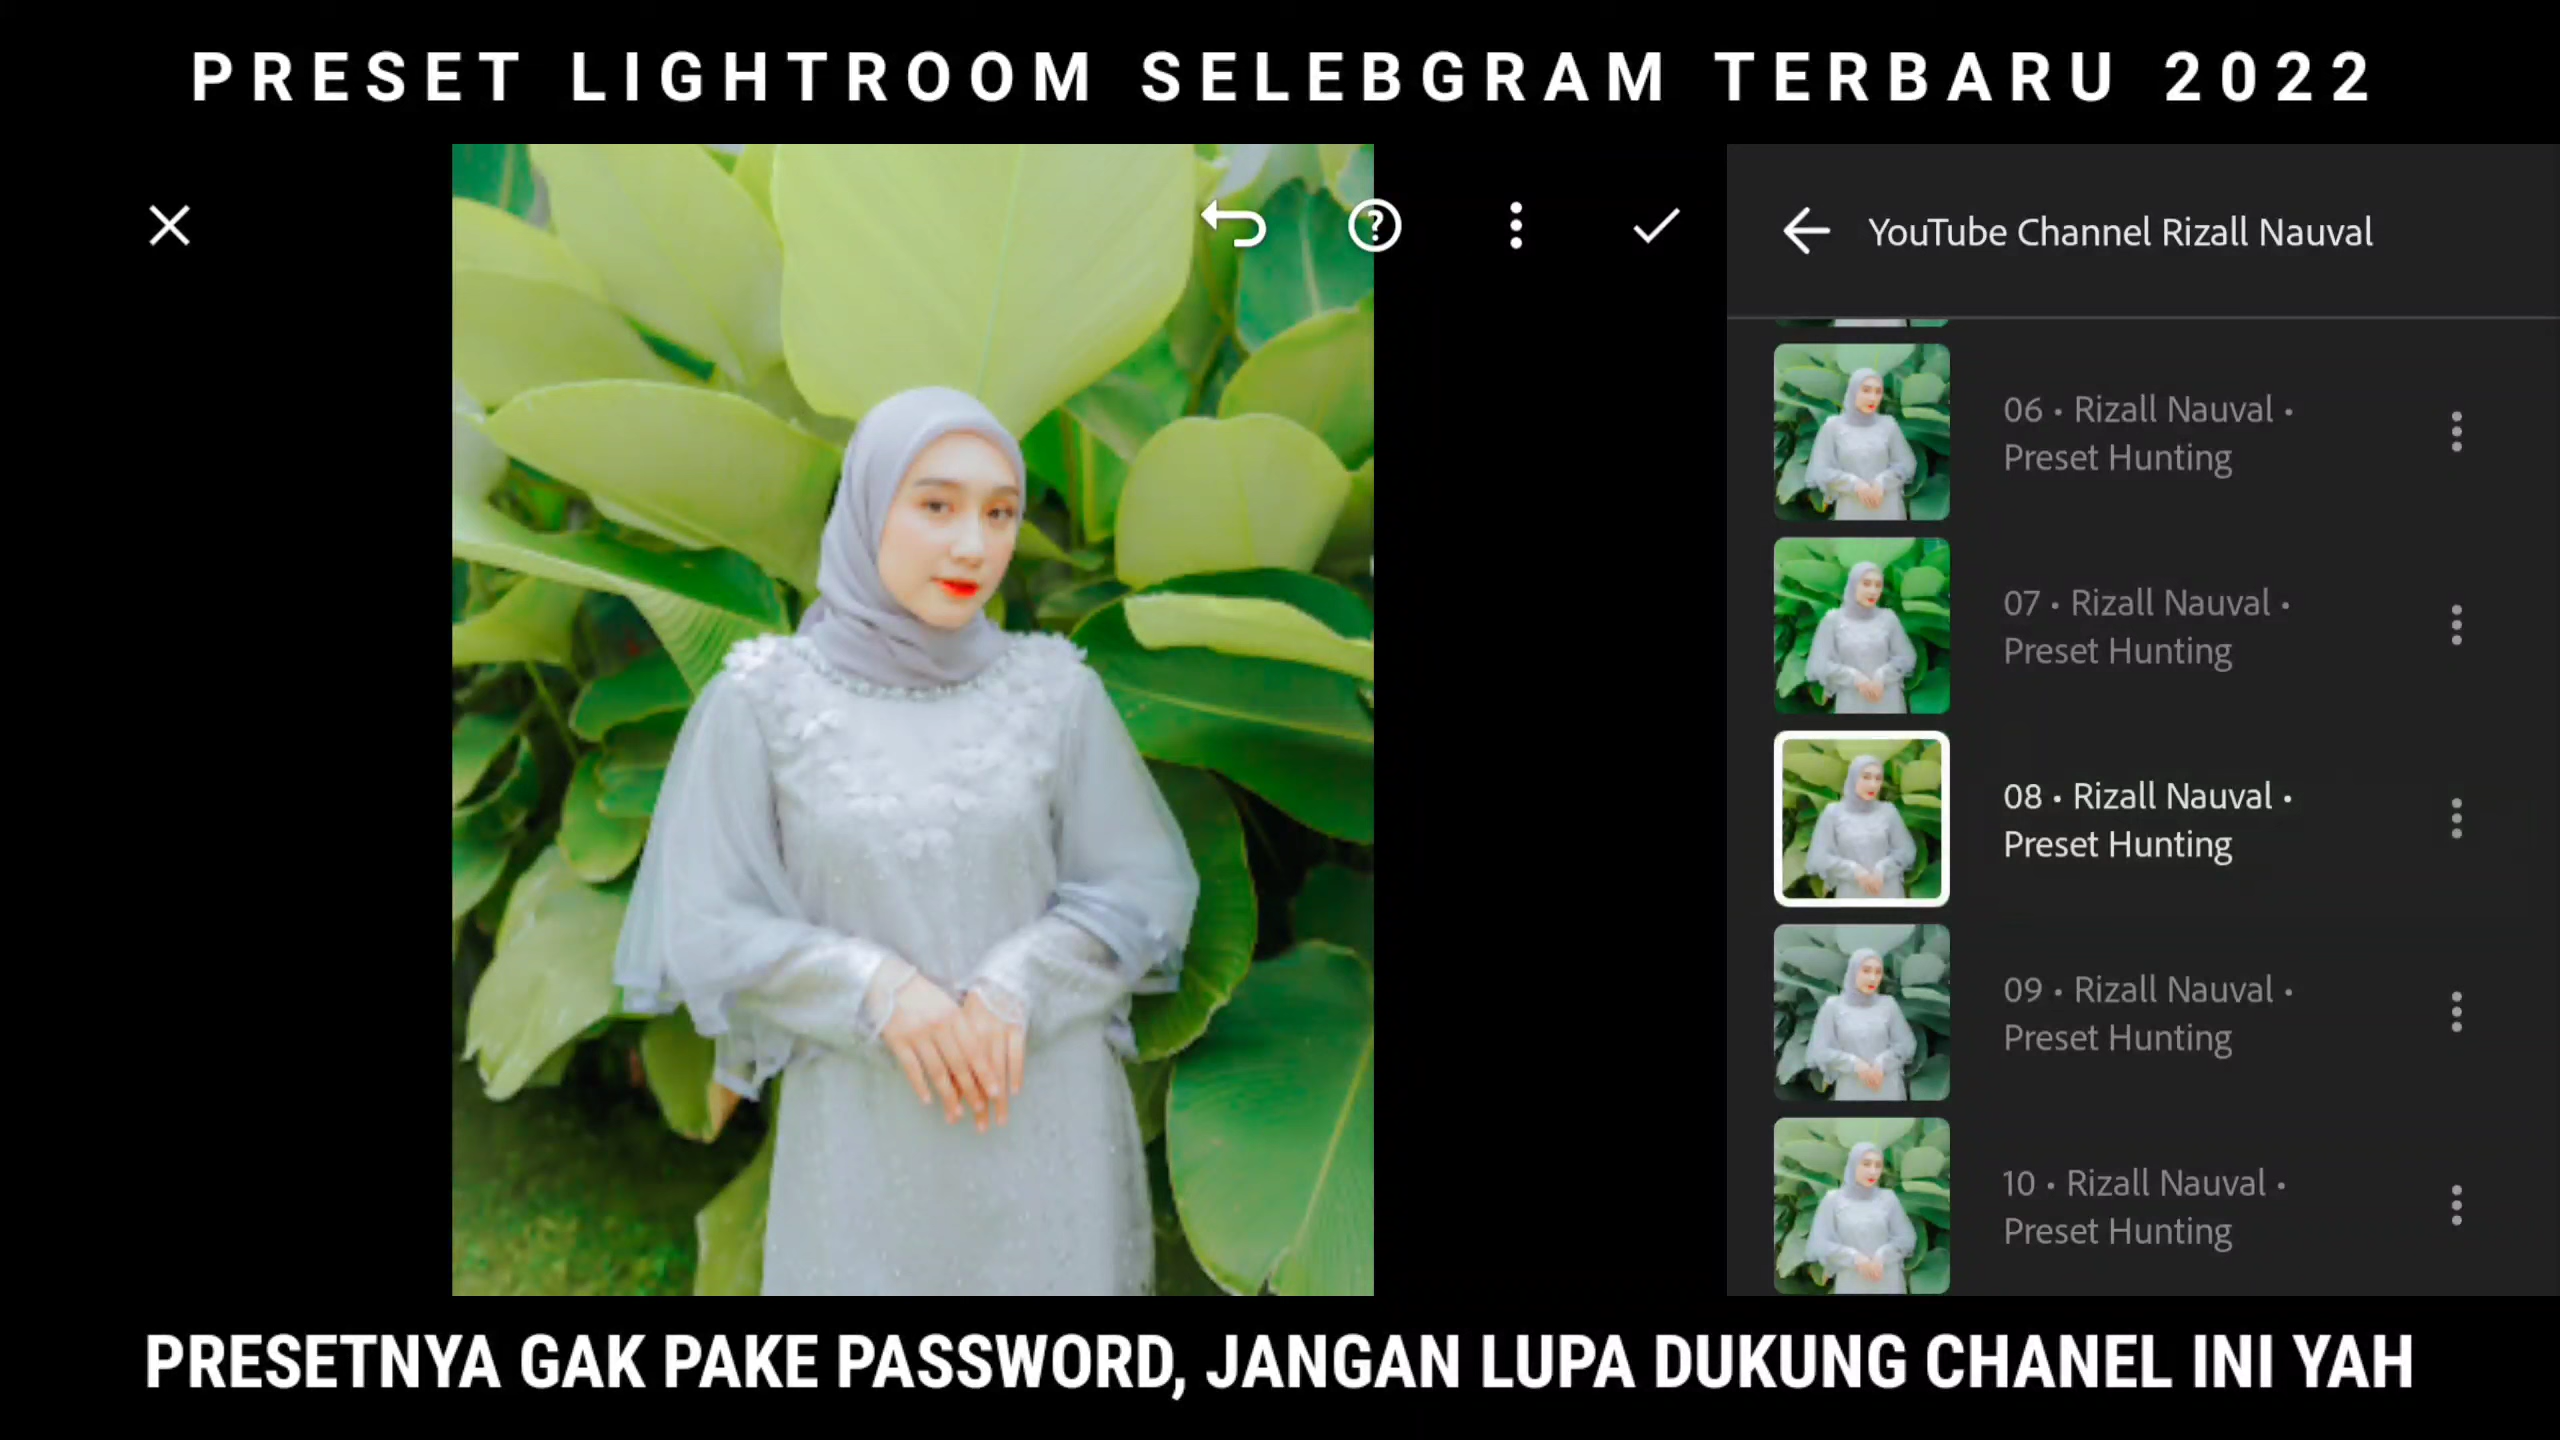 PRESET LIGHTROOM SELEBGRAM TERBARU 2022
YouTube Channel Rizall Nauval
06 • Rizall Nauval •
Preset Hunting
07 • Rizall Nauval •
Preset Hunting
08 • Rizall Nauval •
Preset Hunting
09 • Rizall Nauval •
Preset Hunting
10 • Rizall Nauval •
Preset Hunting
PRESETNYA GAK PAKE PASSWORD, JANGAN LUPA DUKUNG CHANEL INI YAH